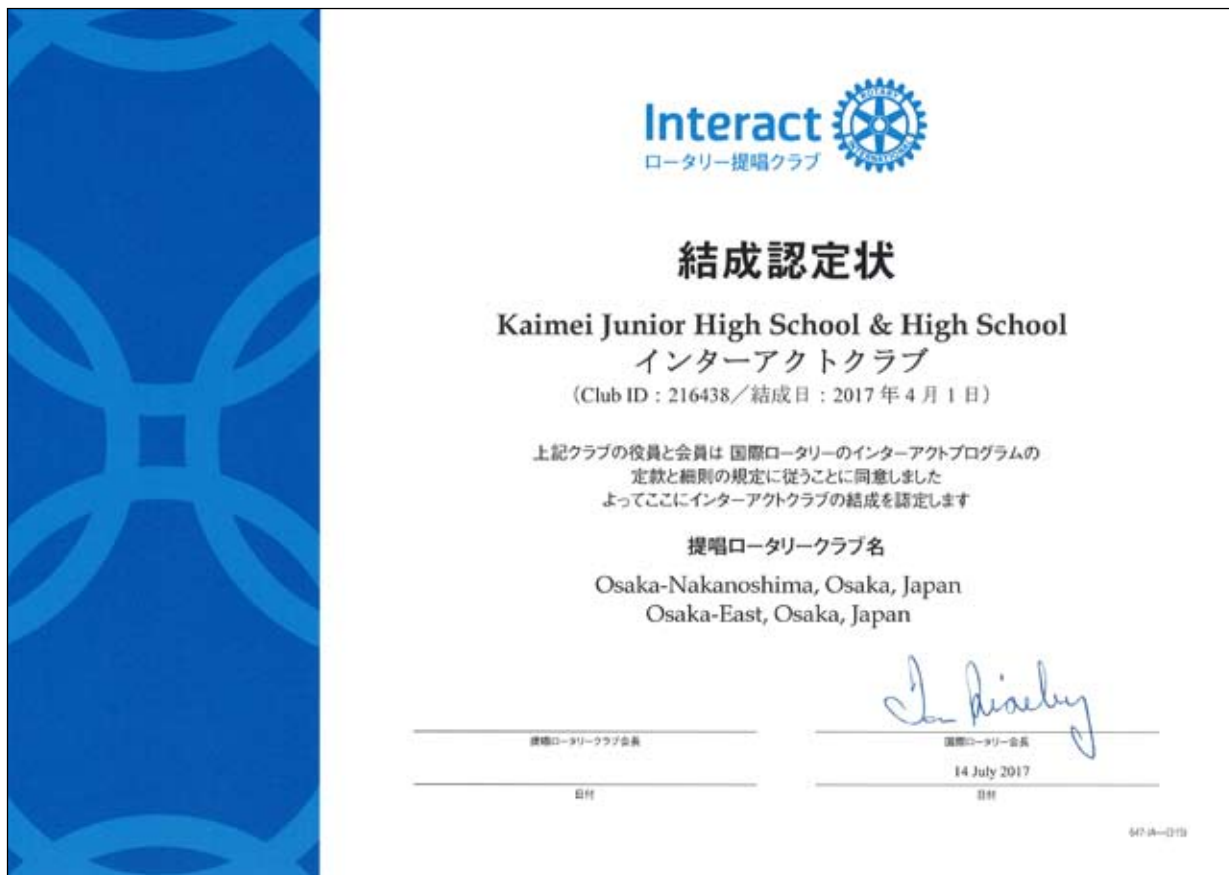 Interact
ROTARY
INTERNATIONAL
ロータリー提唱クラブ
結成認定状
Kaimei Junior High School & High School
インターアクトクラブ
(Club ID : 216438／結成日 : 2017 年 4 月 1 日)
上記クラブの役員と会員は 国際ロータリーのインターアクトプログラムの
定款と細則の規定に従うことに同意しました
よってここにインターアクトクラブの結成を認定します
提唱ロータリークラブ名
Osaka-Nakanoshima, Osaka, Japan
Osaka-East, Osaka, Japan
提唱ロータリークラブ会長
国際ロータリー会長
14 July 2017
日付
日付